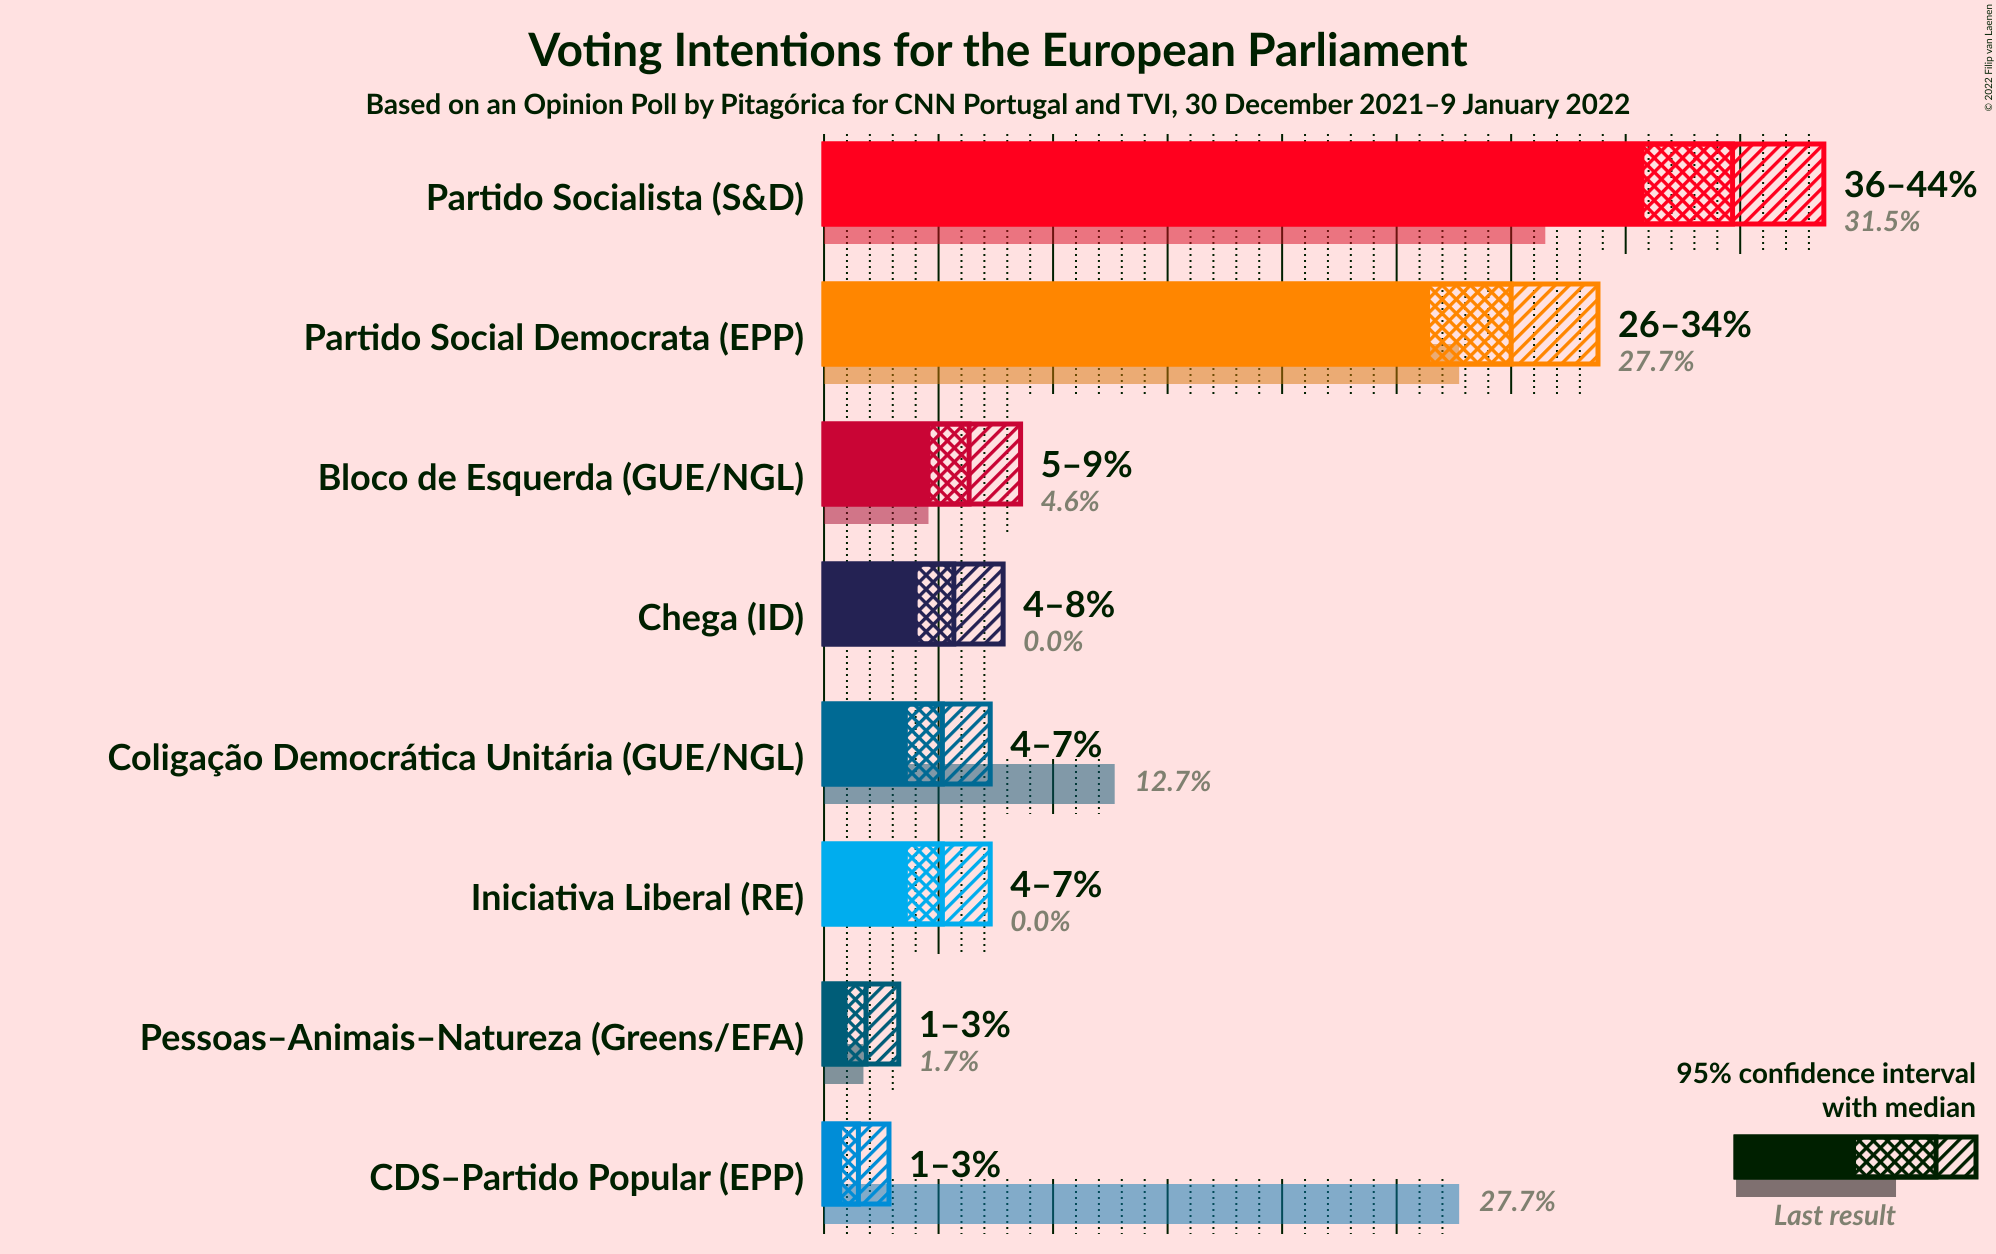 Voting Intentions for the European Parliament
Based on an Opinion Poll by Pitagórica for CNN Portugal and TVI, 30 December 2021–9 January 2022
© 2022 Filip van Laenen
Partido Socialista (S&D)
36–44%
31.5%
Partido Social Democrata (EPP)
26–34%
27.7%
Bloco de Esquerda (GUE/NGL)
5–9%
4.6%
Chega (ID)
4–8%
0.0%
Coligação Democrática Unitária (GUE/NGL)
4–7%
12.7%
Iniciativa Liberal (RE)
4–7%
0.0%
Pessoas–Animais–Natureza (Greens/EFA)
1–3%
1.7%
CDS–Partido Popular (EPP)
1–3%
27.7%
95% confidence interval
with median
Last result